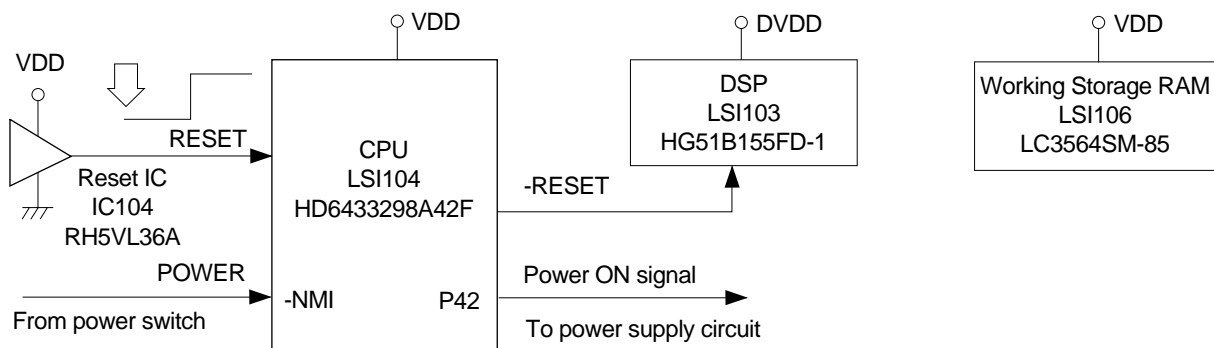 VDD
DVDD
VDD
VDD
RESET
Reset IC
IC104
RH5VL36A
CPU
LSI104
HD6433298A42F
DSP
LSI103
HG51B155FD-1
Working Storage RAM
LSI106
LC3564SM-85
-RESET
POWER
-NMI
From power switch
P42
Power ON signal
To power supply circuit